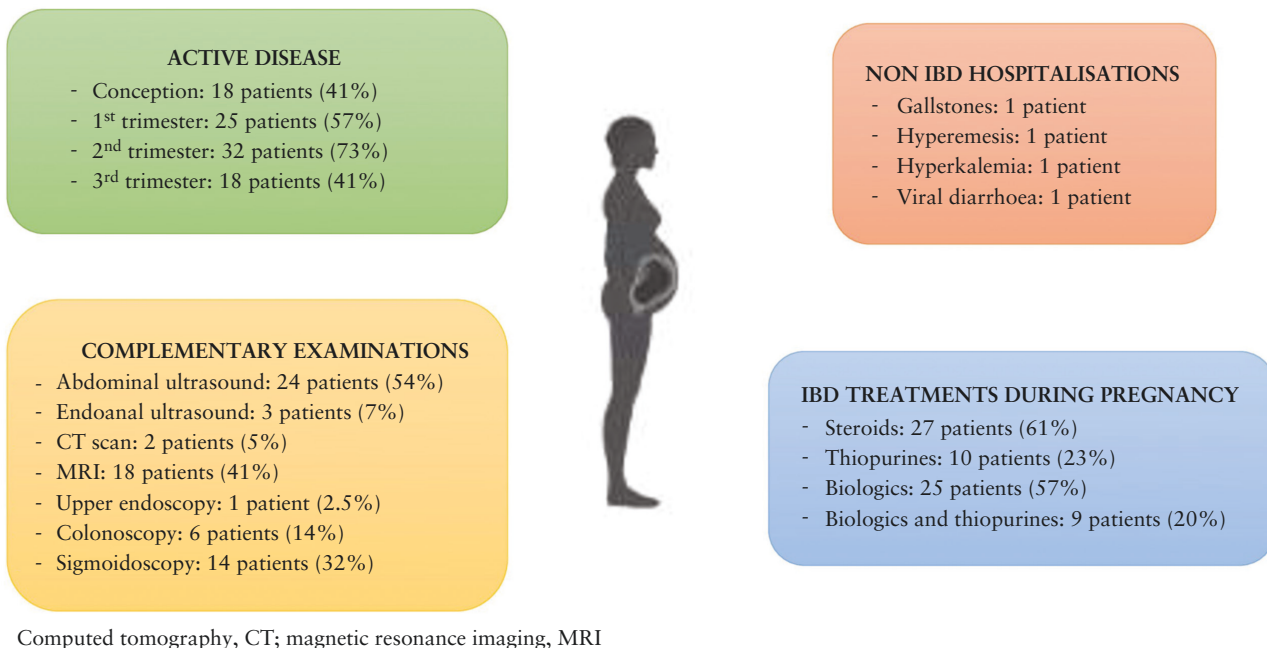 ACTIVE DISEASE
- Conception: 18 patients (41%)
- 1st trimester: 25 patients (57%)
- 2nd trimester: 32 patients (73%)
- 3rd trimester: 18 patients (41%)
NON IBD HOSPITALISATIONS
- Gallstones: 1 patient
- Hyperemesis: 1 patient
- Hyperkalemia: 1 patient
- Viral diarrhoea: 1 patient
COMPLEMENTARY EXAMINATIONS
- Abdominal ultrasound: 24 patients (54%)
- Endoanal ultrasound: 3 patients (7%)
- CT scan: 2 patients (5%)
- MRI: 18 patients (41%)
- Upper endoscopy: 1 patient (2.5%)
- Colonoscopy: 6 patients (14%)
- Sigmoidoscopy: 14 patients (32%)
IBD TREATMENTS DURING PREGNANCY
- Steroids: 27 patients (61%)
- Thiopurines: 10 patients (23%)
- Biologics: 25 patients (57%)
- Biologics and thiopurines: 9 patients (20%)
Computed tomography, CT; magnetic resonance imaging, MRI